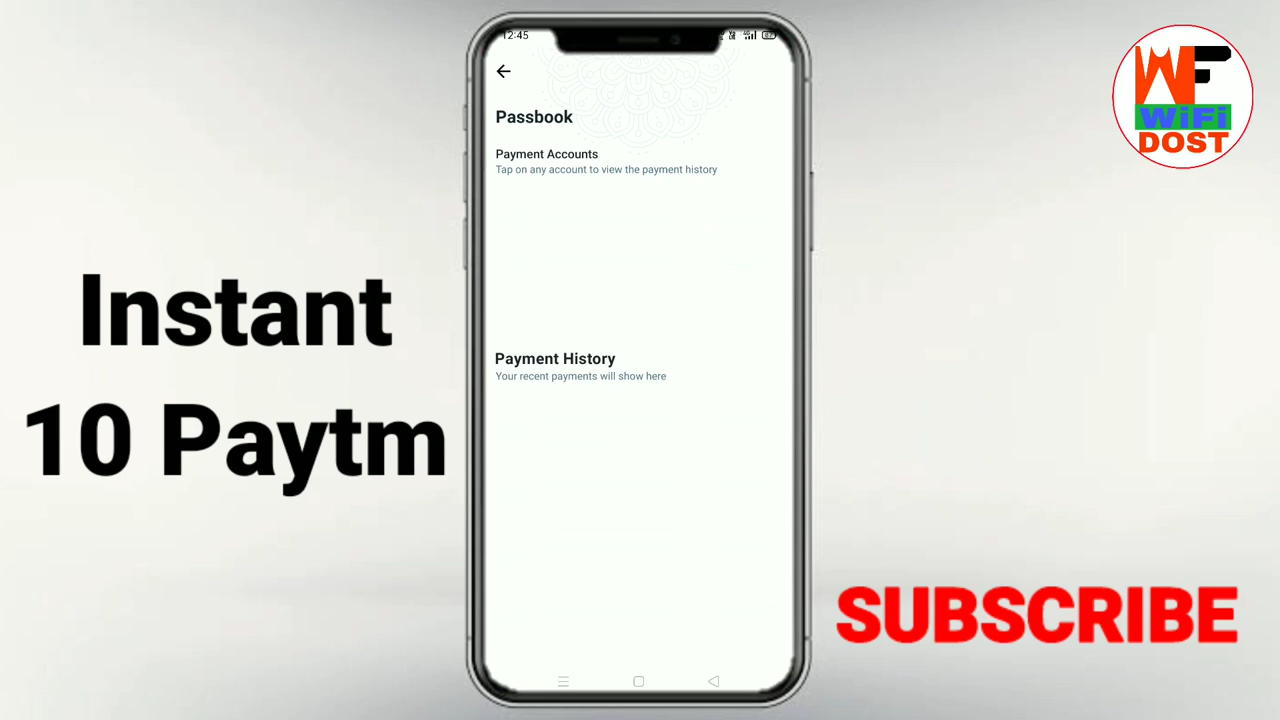 12:45
Passbook
Payment Accounts
Tap on any account to view the payment history
Payment History
Your recent payments will show here
Instant
10 Paytm
WF
WiFi
DOST
SUBSCRIBE